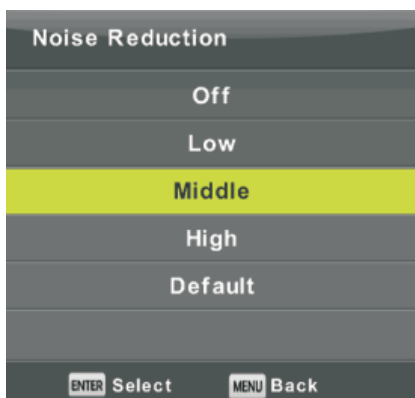 Noise Reduction
Off
Low
Middle
High
Default
ENTER Select MENU Back